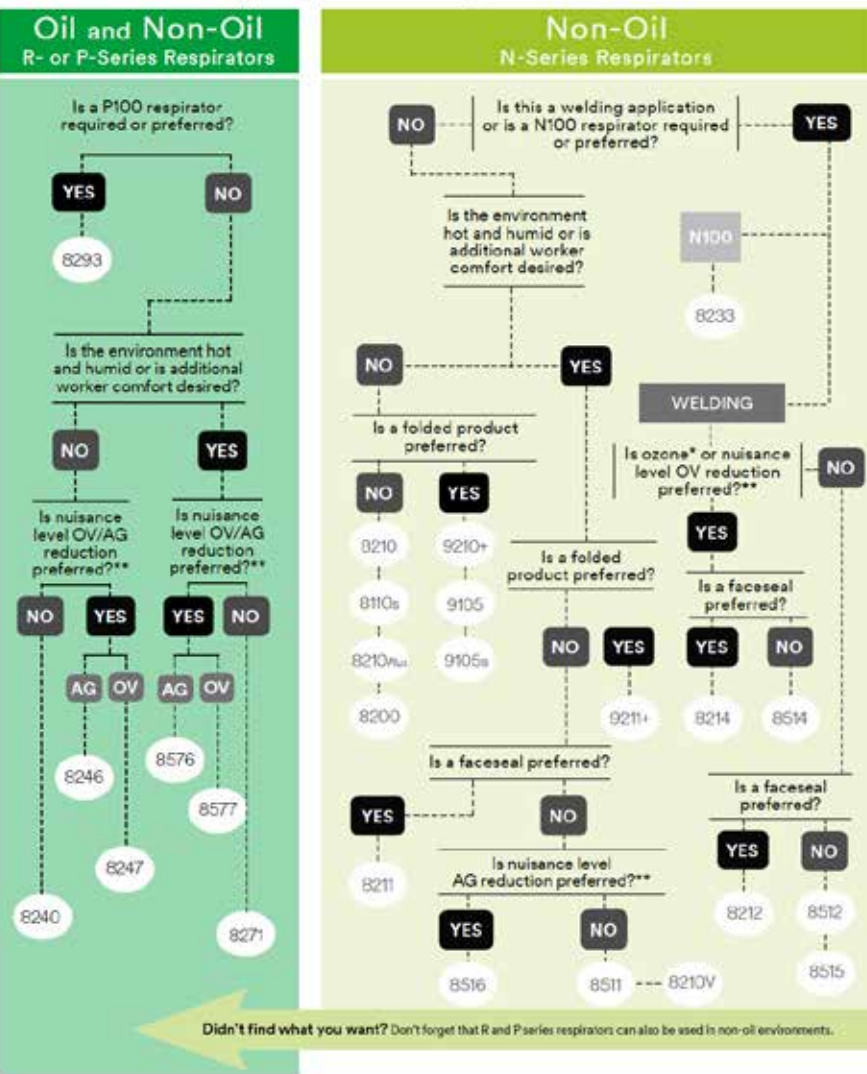 Oil and Non-Oil
R- or P-Series Respirators
Is a P100 respirator
required or preferred?
YES
NO
8293
Is the environment hot
and humid or is additional
worker comfort desired?
NO
YES
Is nuisance
level OV/AG
reduction
preferred?**
Is nuisance
level OV/AG
reduction
preferred?**
NO
YES
YES
NO
AG
OV
AG
OV
8246
8576
8577
8247
8240
8271
Non-Oil
N-Series Respirators
NO
Is this a welding application
or is a N100 respirator required
or preferred?
YES
Is the environment
hot and humid or is
additional worker
comfort desired?
N100
8233
NO
YES
WELDING
Is a folded product
preferred?
Is ozone* or nuisance
level OV reduction
preferred?**
NO
NO
YES
YES
8210
9210+
Is a folded
product preferred?
Is a faceseal
preferred?
8110s
9105
NO
YES
YES
NO
8210Plus
9105s
8200
9211+
8214
8514
Is a faceseal preferred?
Is a faceseal
preferred?
YES
NO
YES
NO
8211
Is nuisance level
AG reduction preferred?**
8212
8512
YES
NO
8515
8516
8511
8210V
Didn't find what you want? Don't forget that R and P series respirators can also be used in non-oil environments.